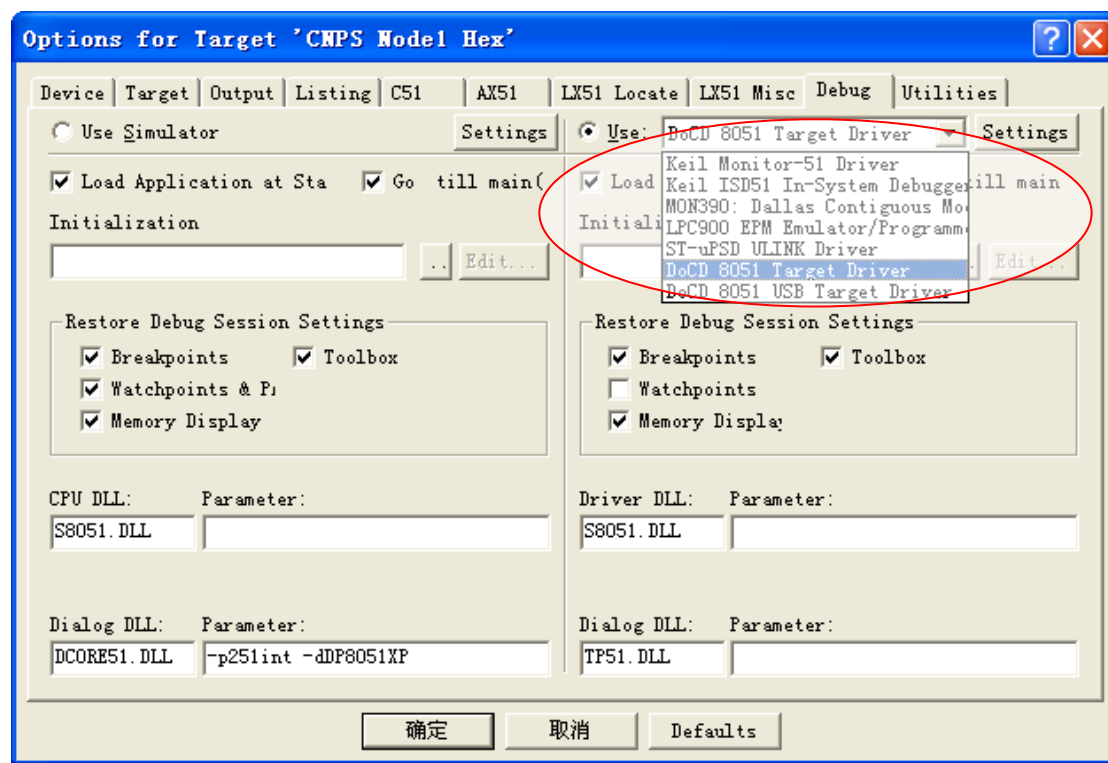 Options for Target 'CNPS Node1 Hex'
Device Target Output Listing C51 AX51 LX51 Locate LX51 Misc Debug Utilities
Use Simulator Settings Use: DoCD 8051 Target Driver Settings
Load Application at Sta Go till main( Load till main
Keil Monitor-51 Driver
Keil ISD51 In-System Debugger
MON390: Dallas Contiguous Mo
LPC900 EPM Emulator/Programm
ST-uPSD ULINK Driver
DoCD 8051 Target Driver
DoCD 8051 USB Target Driver
Initialization Initiali
.. Edit... . Edit...
Restore Debug Session Settings Restore Debug Session Settings
Breakpoints Toolbox Breakpoints Toolbox
Watchpoints & P Watchpoints
Memory Display Memory Display
CPU DLL: Parameter: Driver DLL: Parameter:
S8051.DLL S8051.DLL
Dialog DLL: Parameter: Dialog DLL: Parameter:
DCORE51.DLL -p251int -dDP8051XP TP51.DLL
确定 取消 Defaults